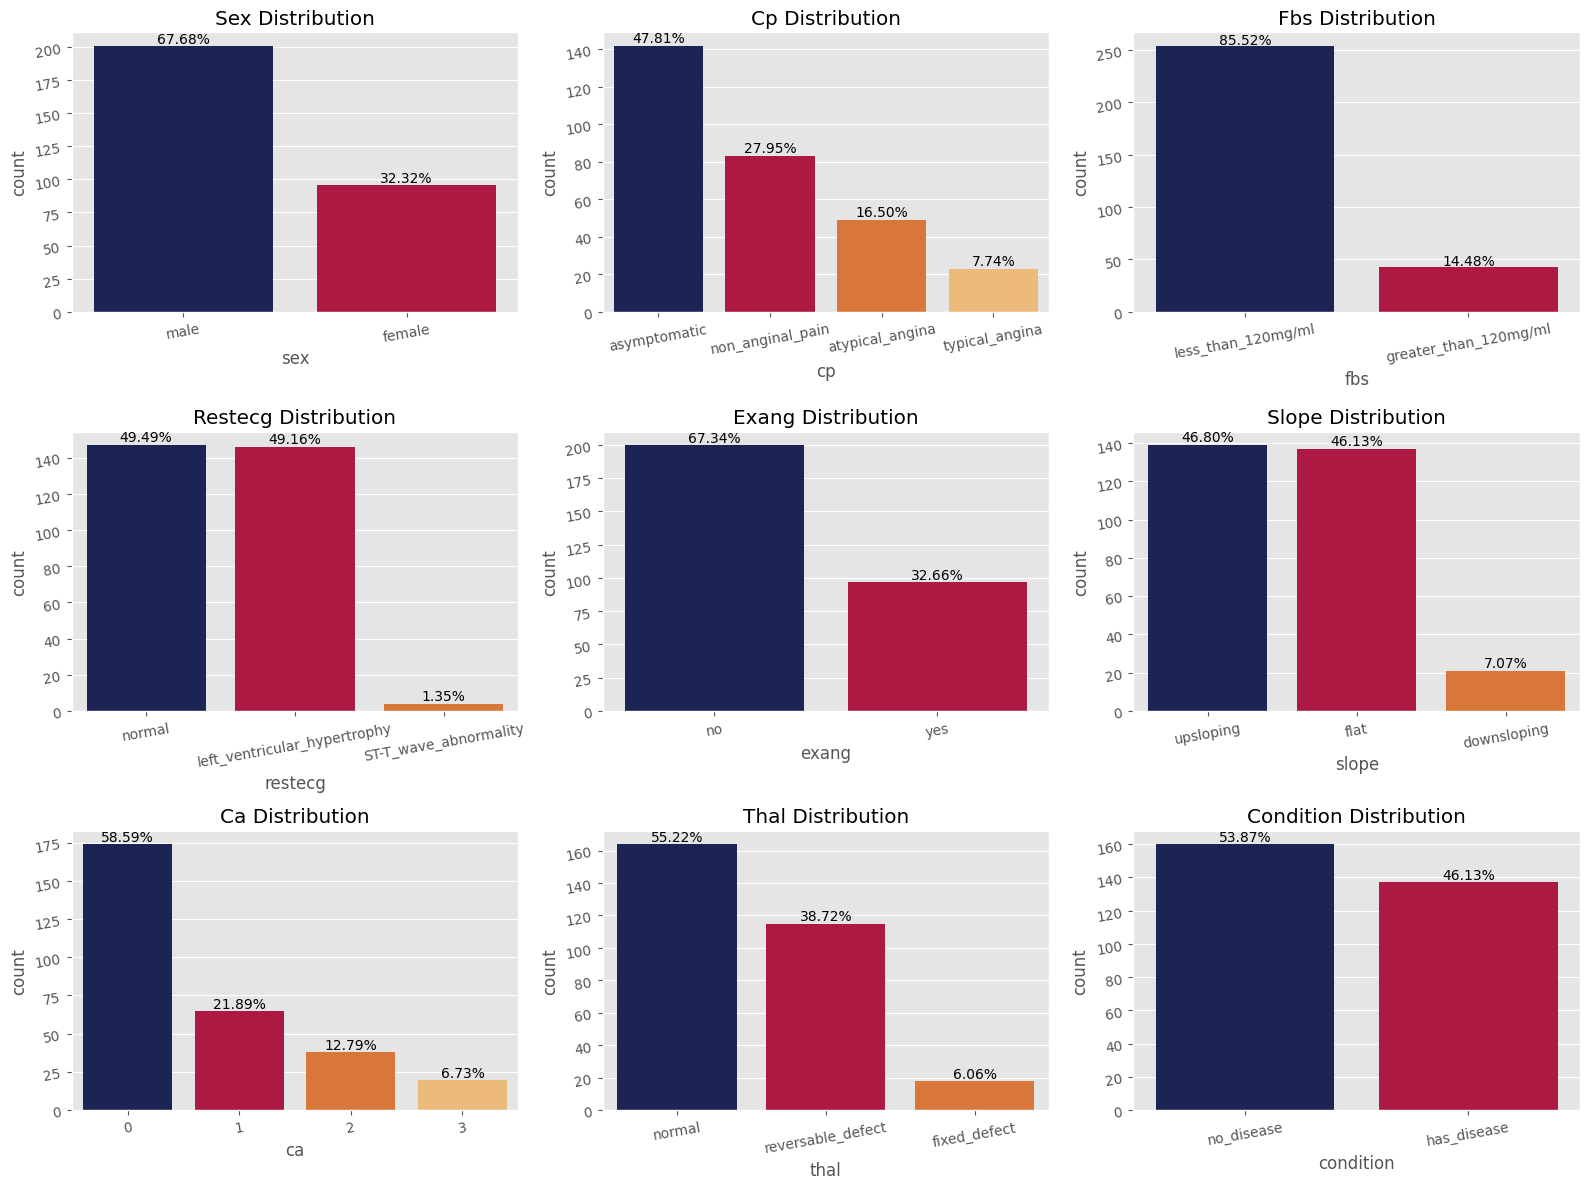 Sex Distribution
200
175
150
125
100
75
50
25
0
count
67.68%
32.32%
male
female
sex
Cp Distribution
140
120
100
80
60
40
20
0
count
47.81%
27.95%
16.50%
7.74%
asymptomatic
non_anginal_pain
atypical_angina
typical_angina
cp
Fbs Distribution
250
200
150
100
50
0
count
85.52%
14.48%
less_than_120mg/ml
greater_than_120mg/ml
fbs
Restecg Distribution
140
120
100
80
60
40
20
0
count
49.49%
49.16%
1.35%
normal
left_ventricular_hypertrophy
ST-T_wave_abnormality
restecg
Exang Distribution
200
175
150
125
100
75
50
25
0
count
67.34%
32.66%
no
yes
exang
Slope Distribution
140
120
100
80
60
40
20
0
count
46.80%
46.13%
7.07%
upsloping
flat
downsloping
slope
Ca Distribution
175
150
125
100
75
50
25
0
count
58.59%
21.89%
12.79%
6.73%
0
1
2
3
ca
Thal Distribution
160
140
120
100
80
60
40
20
0
count
55.22%
38.72%
6.06%
normal
reversable_defect
fixed_defect
thal
Condition Distribution
160
140
120
100
80
60
40
20
0
count
53.87%
46.13%
no_disease
has_disease
condition